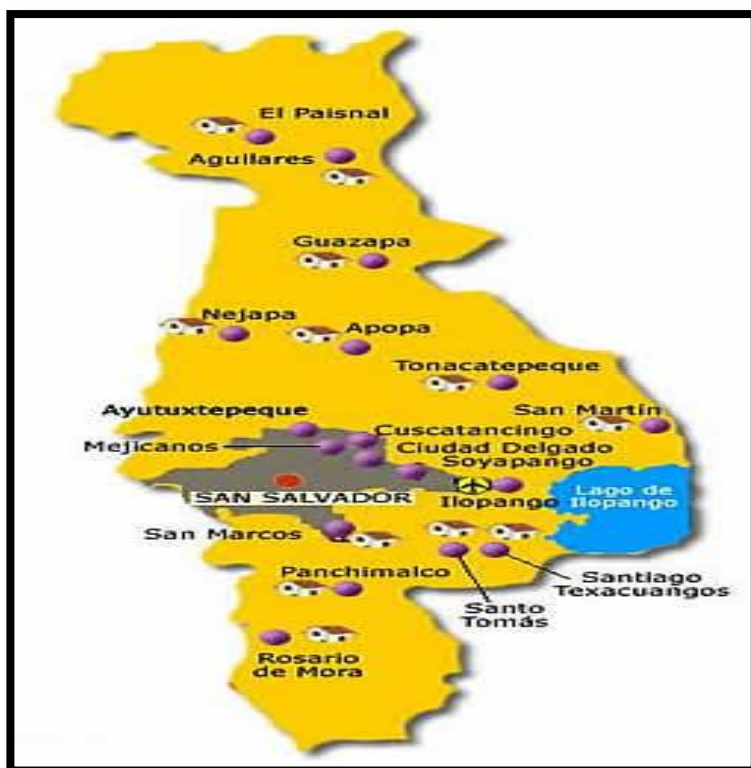 El Paisnal
Aguilares
Guazapa
Nejapa
Apopa
Tonacatepeque
San Martín
Ayutuxtepeque
Cuscatancingo
Mejicanos
Ciudad Delgado
Soyapango
SAN SALVADOR
Ilopango
Lago de
Ilopango
San Marcos
Panchimalco
Santiago
Texacuangos
Santo
Tomás
Rosario
de Mora